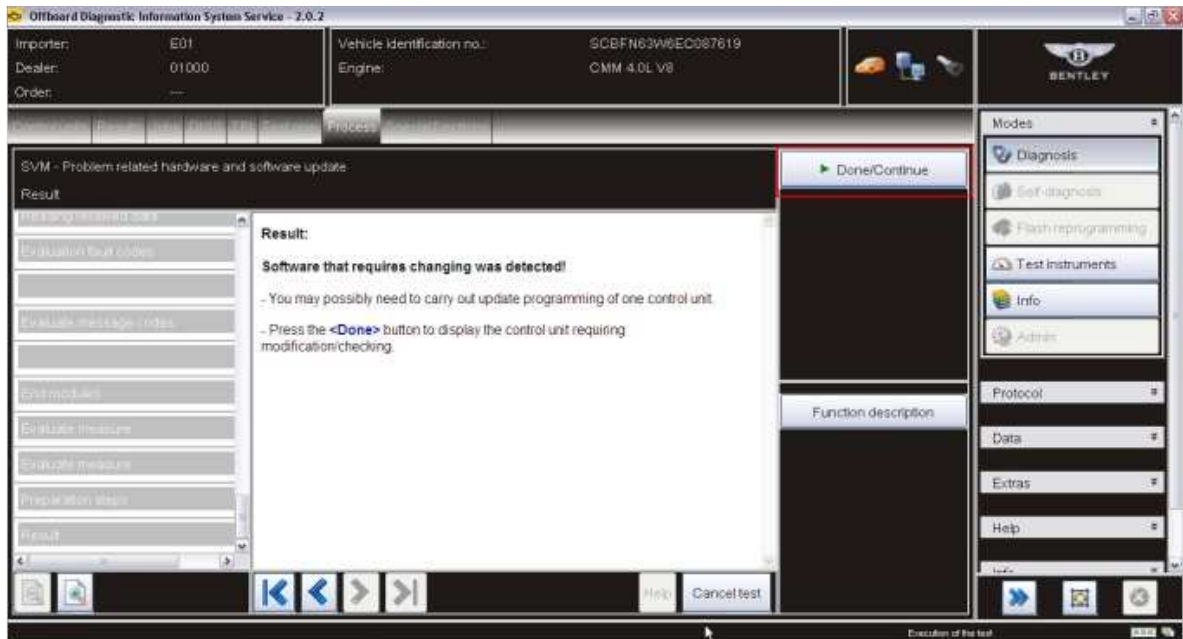 Offboard Diagnostic Information System Service - 2.0.2
Importer: E01
Dealer: 01000
Order: ---
Vehicle Identification no.: SCBFN63W6EC087619
Engine: CMM 4.0L V8
BENTLEY
Process
SVM - Problem related hardware and software update
Result
Done/Continue
Evaluation fault codes
Evaluate message codes
End modules
Evaluate measure
Evaluate measure
Preparation steps
Result
Result:
Software that requires changing was detected!
- You may possibly need to carry out update programming of one control unit.
- Press the <Done> button to display the control unit requiring
modification/checking.
Function description
Help
Cancel test
Modes
Diagnosis
Self-diagnosis
Flash reprogramming
Test instruments
Info
Admin
Protocol
Data
Extras
Help
Info
Execution of the test